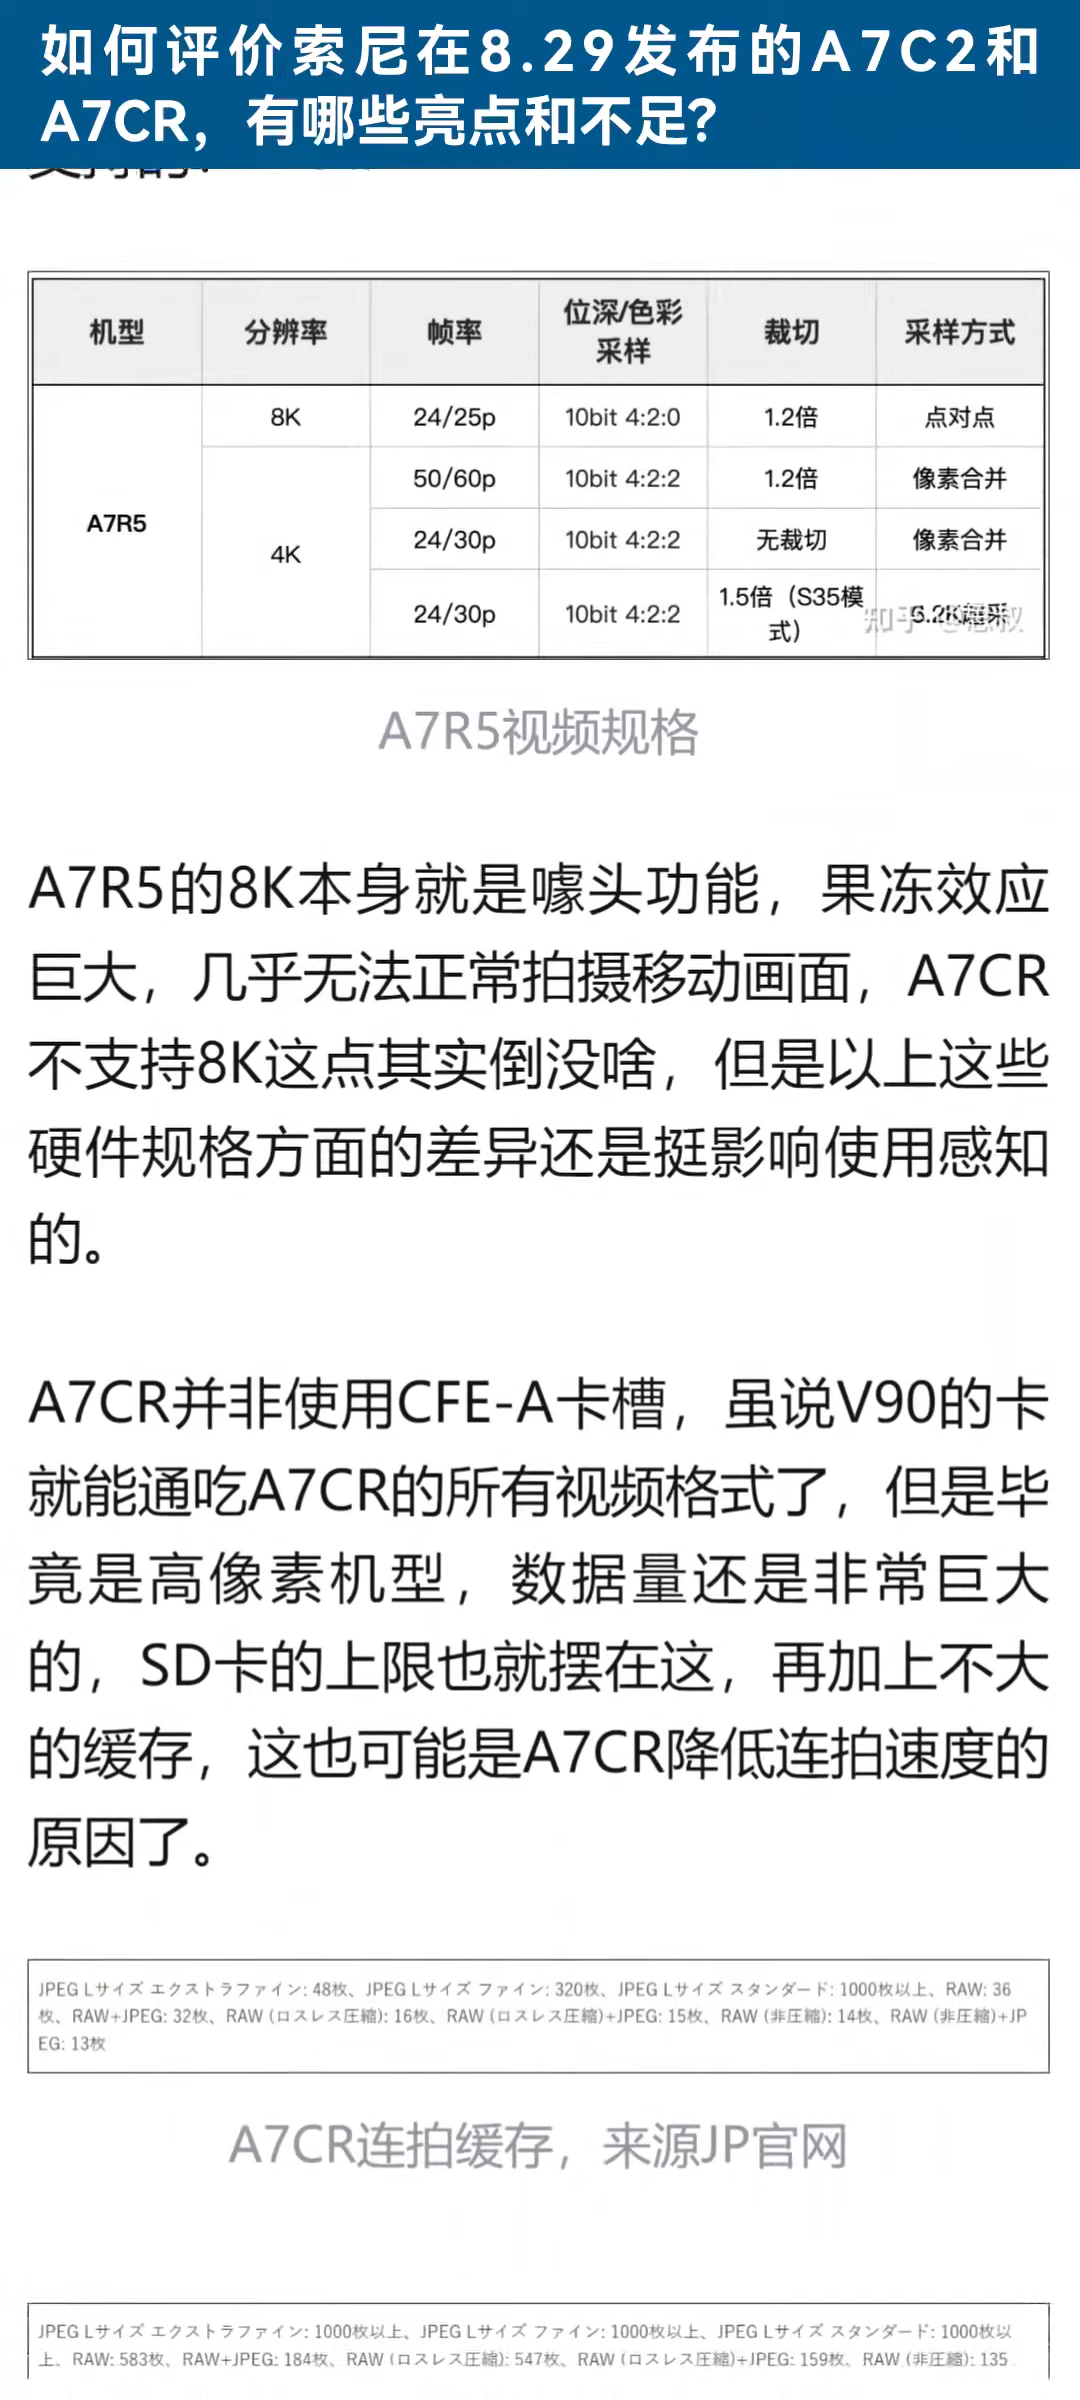 如何评价索尼在8.29发布的A7C2和
A7CR，有哪些亮点和不足？
机型 分辨率 帧率 位深/色彩采样 裁切 采样方式
A7R5 8K 24/25p 10bit 4:2:0 1.2倍 点对点
4K 50/60p 10bit 4:2:2 1.2倍 像素合并
24/30p 10bit 4:2:2 无裁切 像素合并
24/30p 10bit 4:2:2 1.5倍（S35模式） 6.2K超采
知乎
A7R5视频规格
A7R5的8K本身就是噱头功能，果冻效应
巨大，几乎无法正常拍摄移动画面，A7CR
不支持8K这点其实倒没啥，但是以上这些
硬件规格方面的差异还是挺影响使用感知
的。
A7CR并非使用CFE-A卡槽，虽说V90的卡
就能通吃A7CR的所有视频格式了，但是毕
竟是高像素机型，数据量还是非常巨大
的，SD卡的上限也就摆在这，再加上不大
的缓存，这也可能是A7CR降低连拍速度的
原因了。
JPEG Lサイズ エクストラファイン: 48枚、JPEG Lサイズ ファイン: 320枚、JPEG Lサイズ スタンダード: 1000枚以上、RAW: 36
枚、RAW+JPEG: 32枚、RAW (ロスレス圧縮): 16枚、RAW (ロスレス圧縮)+JPEG: 15枚、RAW (非圧縮): 14枚、RAW (非圧縮)+JP
EG: 13枚
A7CR连拍缓存，来源JP官网
JPEG Lサイズ エクストラファイン: 1000枚以上、JPEG Lサイズ ファイン: 1000枚以上、JPEG Lサイズ スタンダード: 1000枚以
上、RAW: 583枚、RAW+JPEG: 184枚、RAW (ロスレス圧縮): 547枚、RAW (ロスレス圧縮)+JPEG: 159枚、RAW (非圧縮): 135